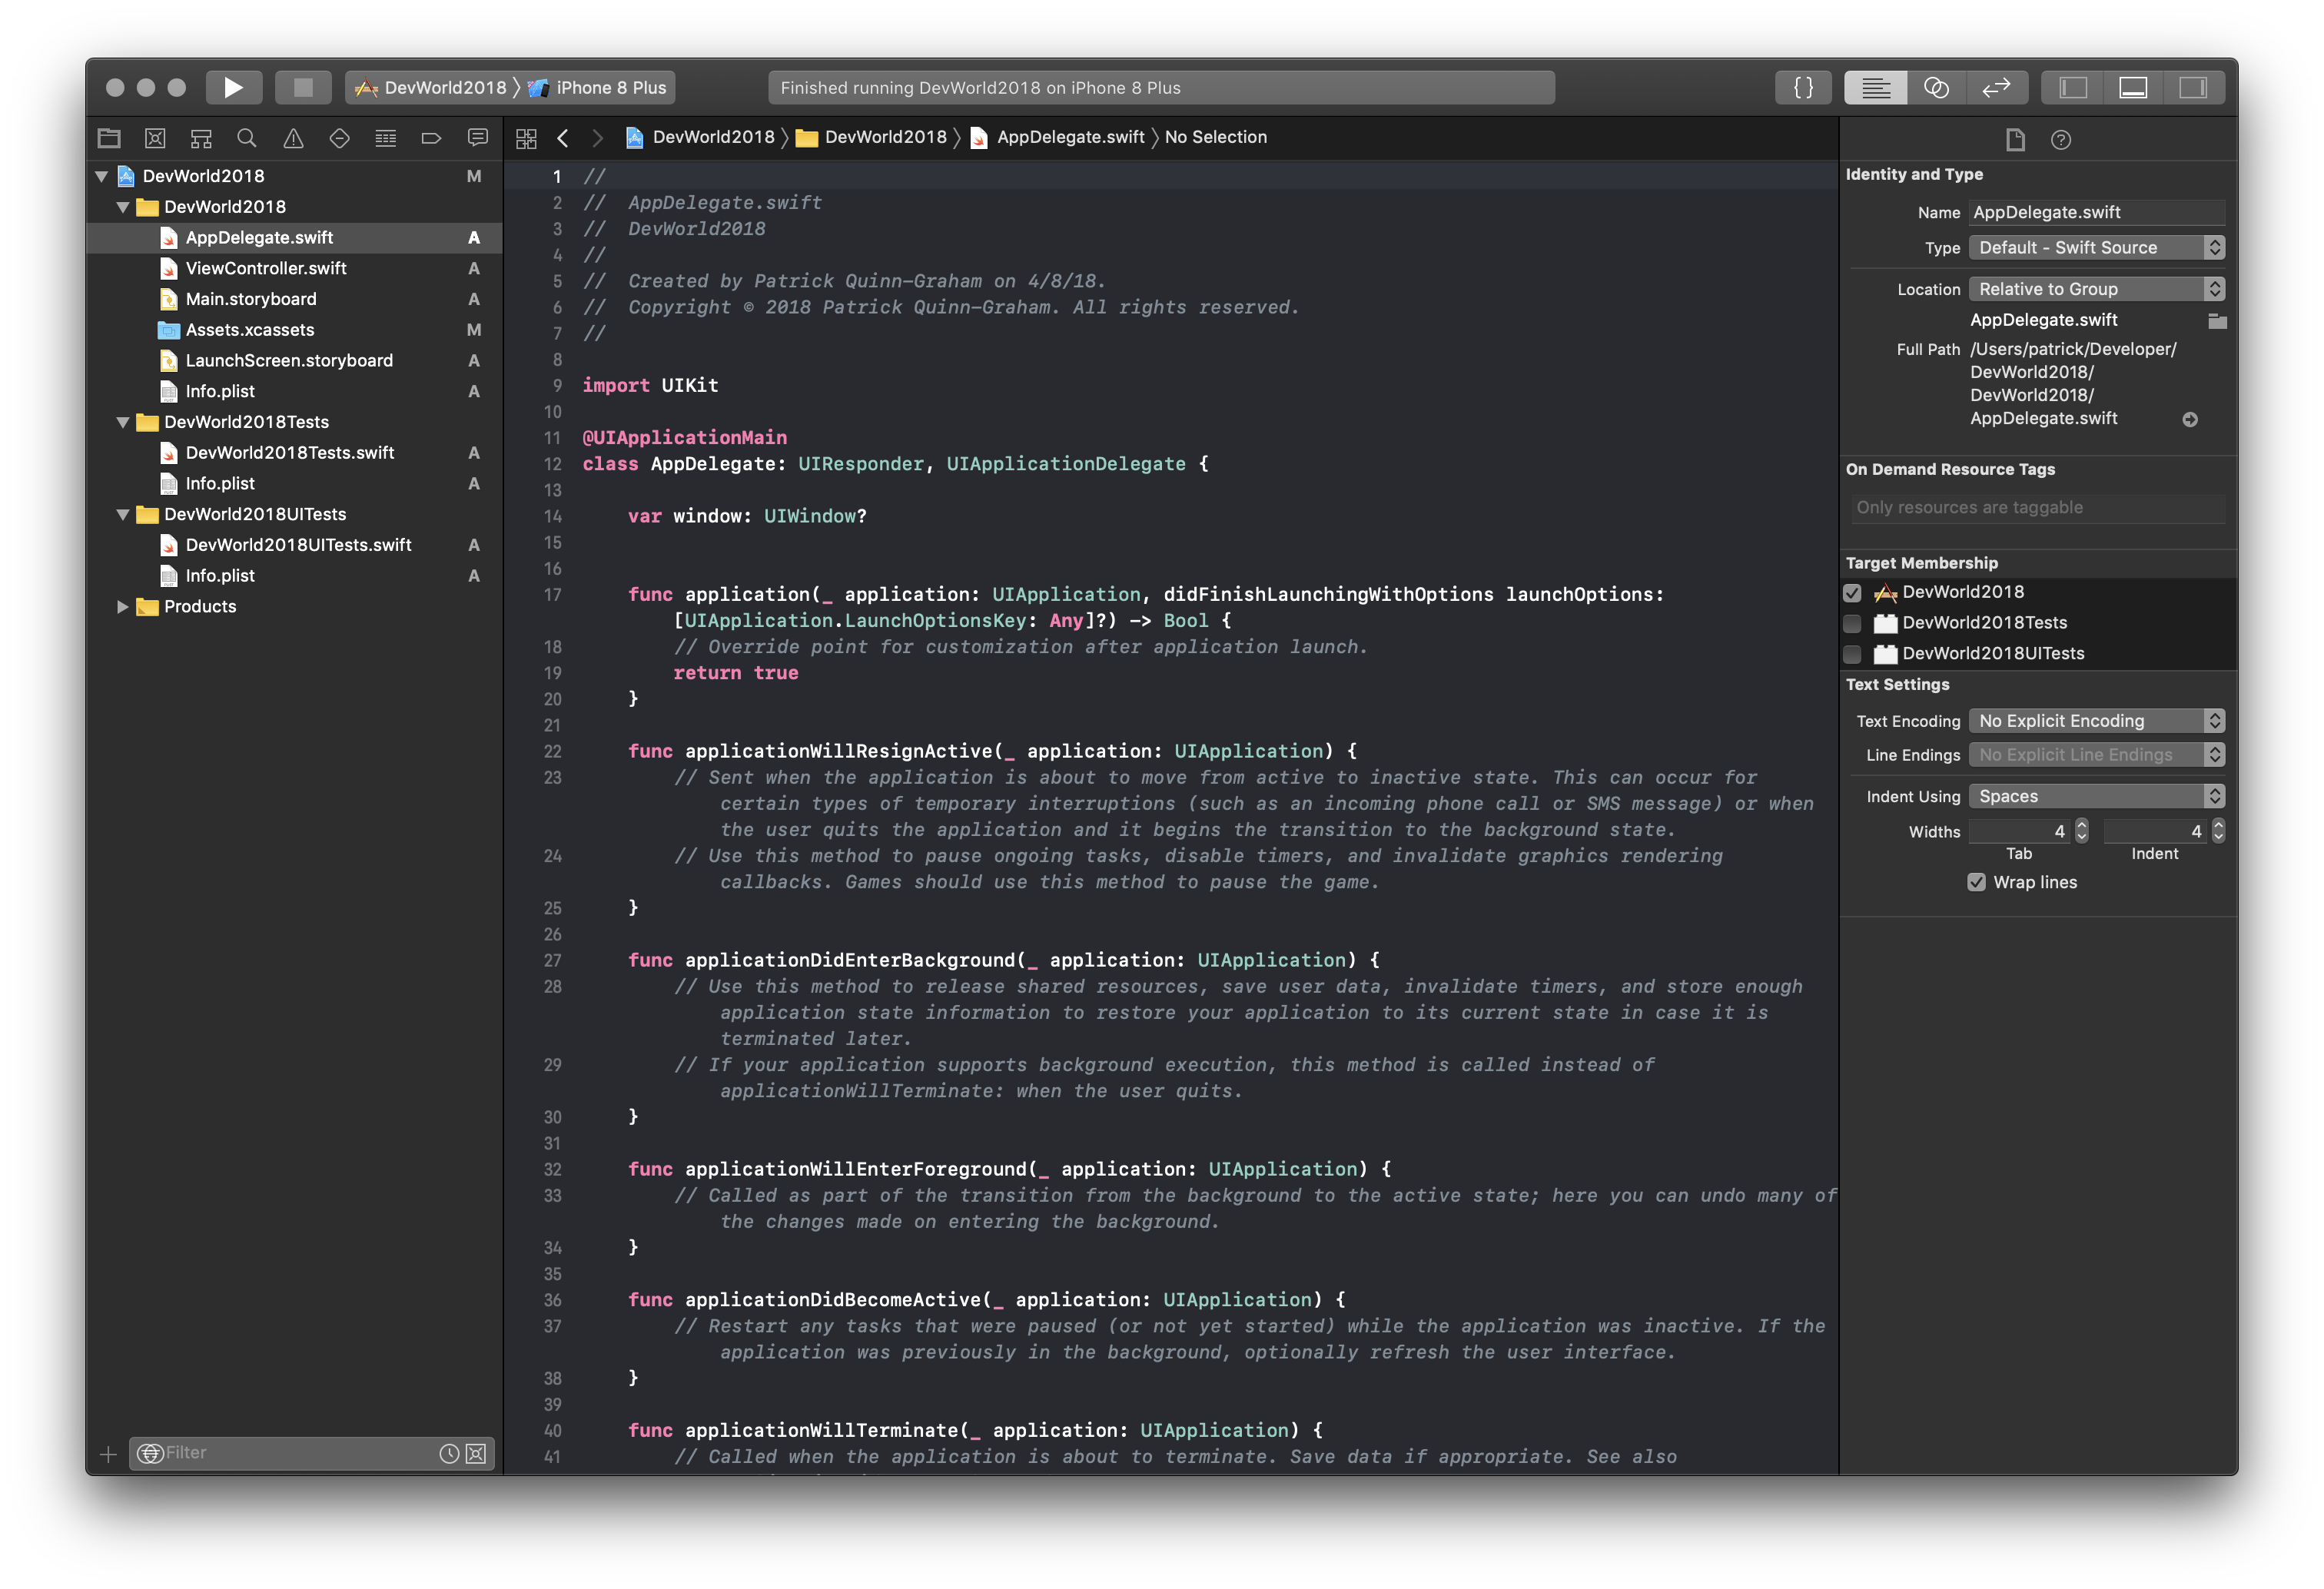 DevWorld2018 〉 iPhone 8 Plus
Finished running DevWorld2018 on iPhone 8 Plus
{}
DevWorld2018 M
DevWorld2018
AppDelegate.swift A
ViewController.swift A
Main.storyboard A
Assets.xcassets M
LaunchScreen.storyboard A
Info.plist A
DevWorld2018Tests
DevWorld2018Tests.swift A
Info.plist A
DevWorld2018UITests
DevWorld2018UITests.swift A
Info.plist A
Products
Filter
DevWorld2018 〉 DevWorld2018 〉 AppDelegate.swift 〉 No Selection
1 //
2 //  AppDelegate.swift
3 //  DevWorld2018
4 //
5 //  Created by Patrick Quinn-Graham on 4/8/18.
6 //  Copyright © 2018 Patrick Quinn-Graham. All rights reserved.
7 //
8
9 import UIKit
10
11 @UIApplicationMain
12 class AppDelegate: UIResponder, UIApplicationDelegate {
13
14     var window: UIWindow?
15
16
17     func application(_ application: UIApplication, didFinishLaunchingWithOptions launchOptions:
[UIApplication.LaunchOptionsKey: Any]?) -> Bool {
18         // Override point for customization after application launch.
19         return true
20     }
21
22     func applicationWillResignActive(_ application: UIApplication) {
23         // Sent when the application is about to move from active to inactive state. This can occur for
certain types of temporary interruptions (such as an incoming phone call or SMS message) or when
the user quits the application and it begins the transition to the background state.
24         // Use this method to pause ongoing tasks, disable timers, and invalidate graphics rendering
callbacks. Games should use this method to pause the game.
25     }
26
27     func applicationDidEnterBackground(_ application: UIApplication) {
28         // Use this method to release shared resources, save user data, invalidate timers, and store enough
application state information to restore your application to its current state in case it is
terminated later.
29         // If your application supports background execution, this method is called instead of
applicationWillTerminate: when the user quits.
30     }
31
32     func applicationWillEnterForeground(_ application: UIApplication) {
33         // Called as part of the transition from the background to the active state; here you can undo many of
the changes made on entering the background.
34     }
35
36     func applicationDidBecomeActive(_ application: UIApplication) {
37         // Restart any tasks that were paused (or not yet started) while the application was inactive. If the
application was previously in the background, optionally refresh the user interface.
38     }
39
40     func applicationWillTerminate(_ application: UIApplication) {
41         // Called when the application is about to terminate. Save data if appropriate. See also
Identity and Type
Name AppDelegate.swift
Type Default - Swift Source
Location Relative to Group
AppDelegate.swift
Full Path /Users/patrick/Developer/
DevWorld2018/
DevWorld2018/
AppDelegate.swift
On Demand Resource Tags
Only resources are taggable
Target Membership
DevWorld2018
DevWorld2018Tests
DevWorld2018UITests
Text Settings
Text Encoding No Explicit Encoding
Line Endings No Explicit Line Endings
Indent Using Spaces
Widths 4 4
Tab Indent
Wrap lines